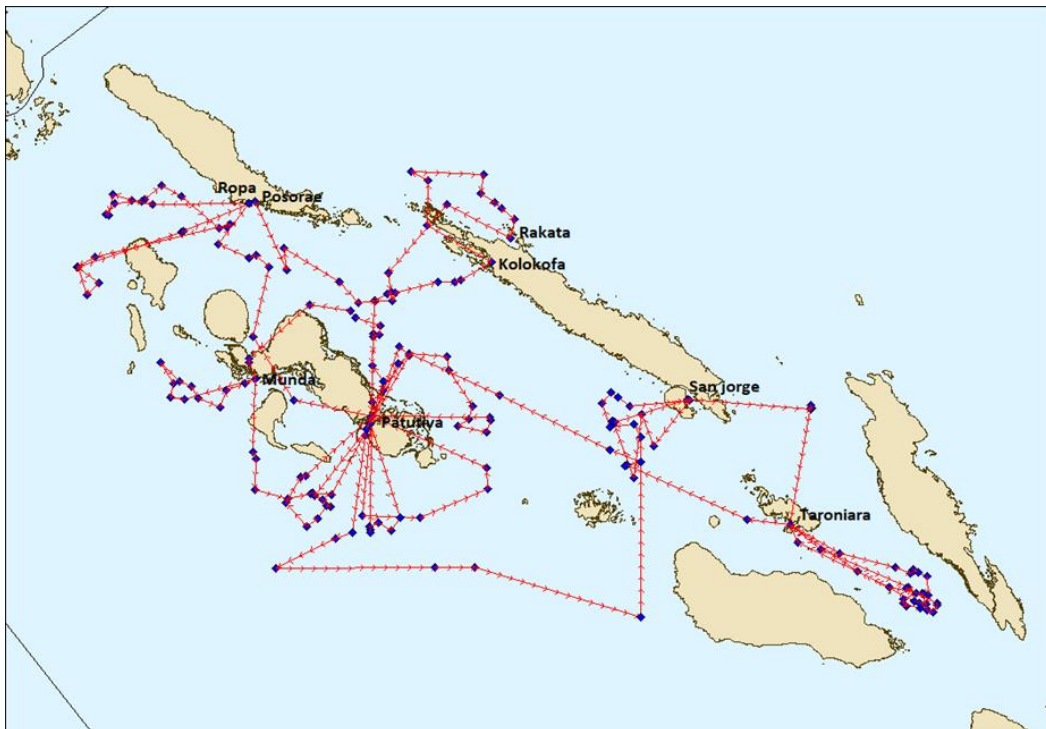 Ropa
Posorae
Rakata
Kolokofa
Munda
San jorge
Patutiva
Taroniara